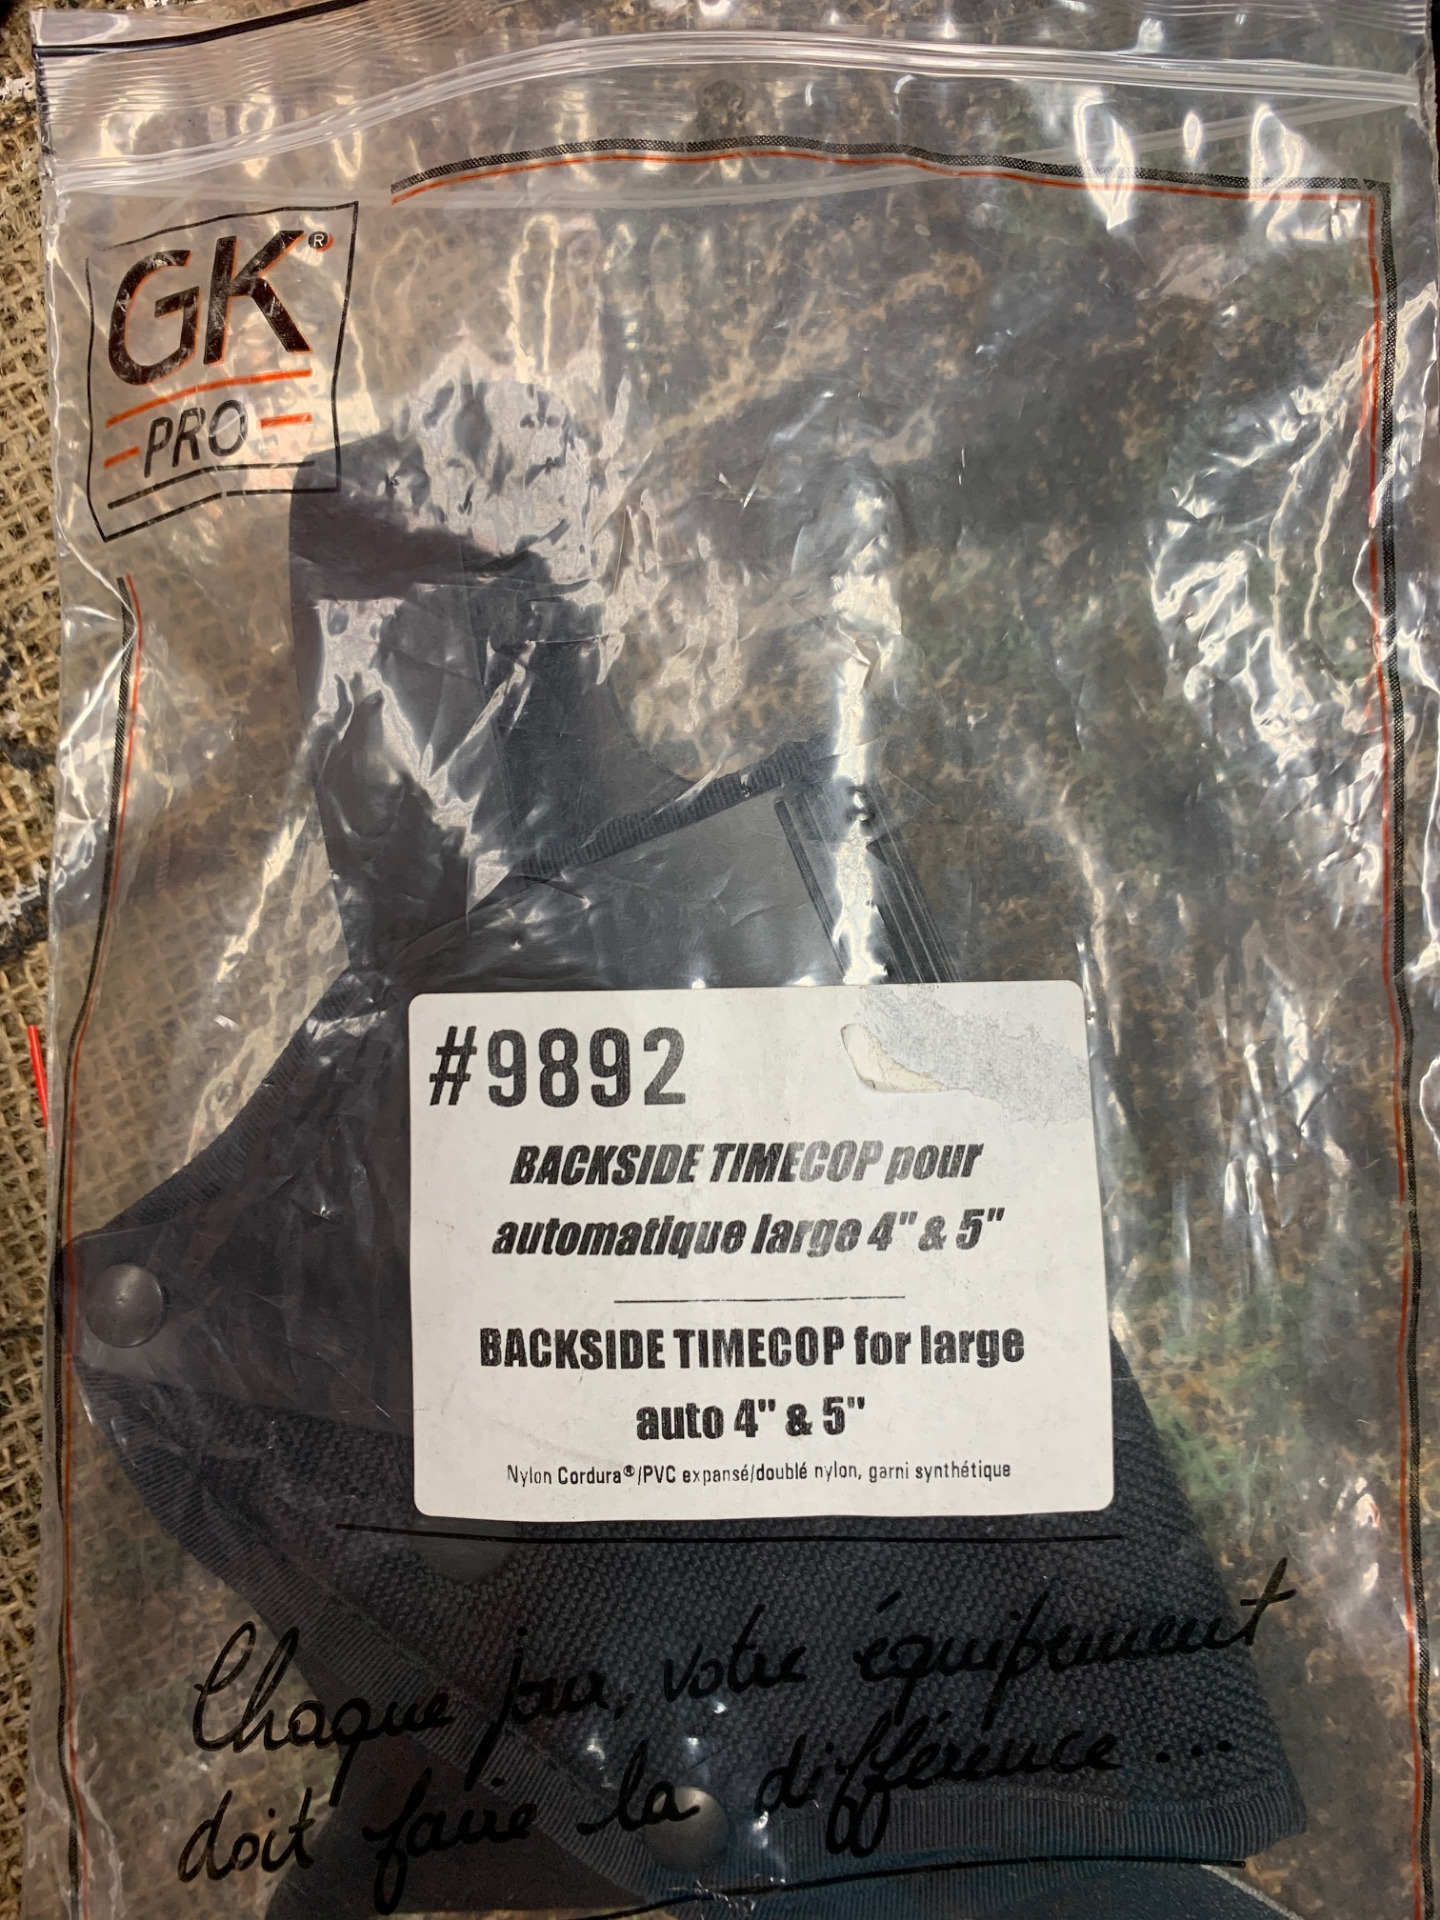 GK®
PRO
#9892
BACKSIDE TIMECOP pour
automatique large 4" & 5"
BACKSIDE TIMECOP for large
auto 4" & 5"
Nylon Cordura®/PVC expansé/doublé nylon, garni synthétique
Chaque jour, votre équipement
doit faire la différence...